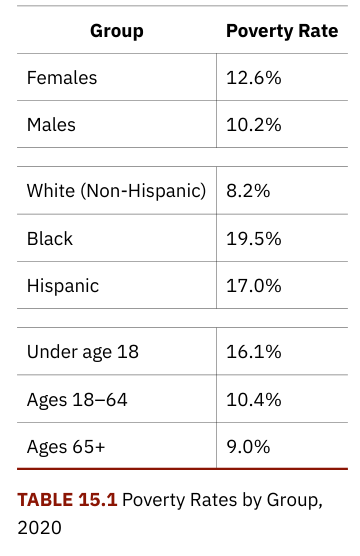 Group Poverty Rate
Females 12.6%
Males 10.2%
White (Non-Hispanic) 8.2%
Black 19.5%
Hispanic 17.0%
Under age 18 16.1%
Ages 18–64 10.4%
Ages 65+ 9.0%
TABLE 15.1 Poverty Rates by Group,
2020